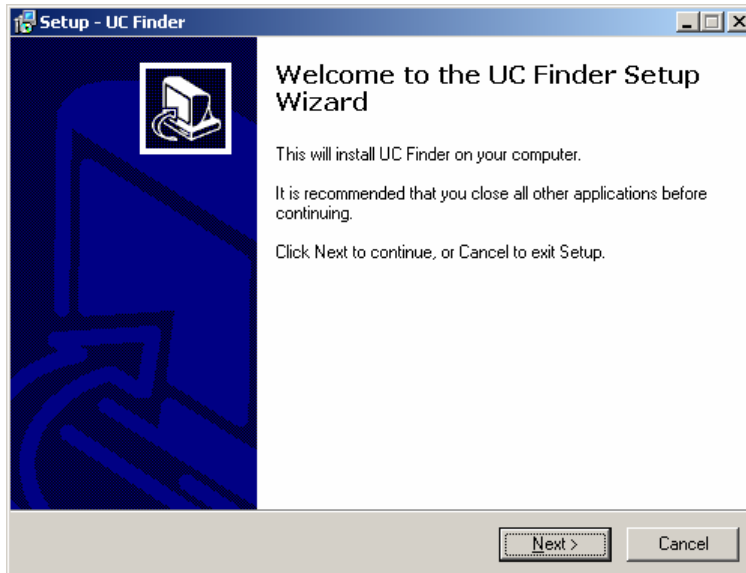 Setup - UC Finder
Welcome to the UC Finder Setup
Wizard
This will install UC Finder on your computer.
It is recommended that you close all other applications before
continuing.
Click Next to continue, or Cancel to exit Setup.
Next >
Cancel